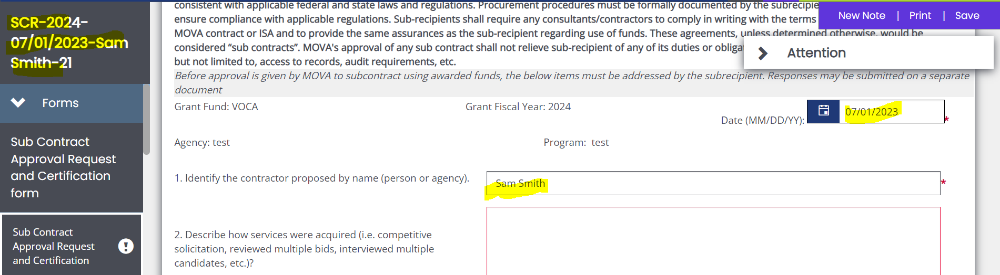 SCR-2024-
07/01/2023-Sam
Smith-21
Forms
Sub Contract
Approval Request
and Certification
form
Sub Contract
Approval Request
and Certification
New Note | Print | Save
Attention
consistent with applicable federal and state laws and regulations. Procurement procedures must be formally documented by the subrecipie
ensure compliance with applicable regulations. Sub-recipients shall require any consultants/contractors to comply in writing with the terms
MOVA contract or ISA and to provide the same assurances as the sub-recipient regarding use of funds. These agreements, unless determined otherwise, would be
considered “sub contracts”. MOVA's approval of any sub contract shall not relieve sub-recipient of any of its duties or obliga
but not limited to, access to records, audit requirements, etc.
Before approval is given by MOVA to subcontract using awarded funds, the below items must be addressed by the subrecipient. Responses may be submitted on a separate
document
Grant Fund: VOCA Grant Fiscal Year: 2024
Date (MM/DD/YY): 07/01/2023 *
Agency: test Program: test
1. Identify the contractor proposed by name (person or agency). Sam Smith *
2. Describe how services were acquired (i.e. competitive
solicitation, reviewed multiple bids, interviewed multiple
candidates, etc.)?